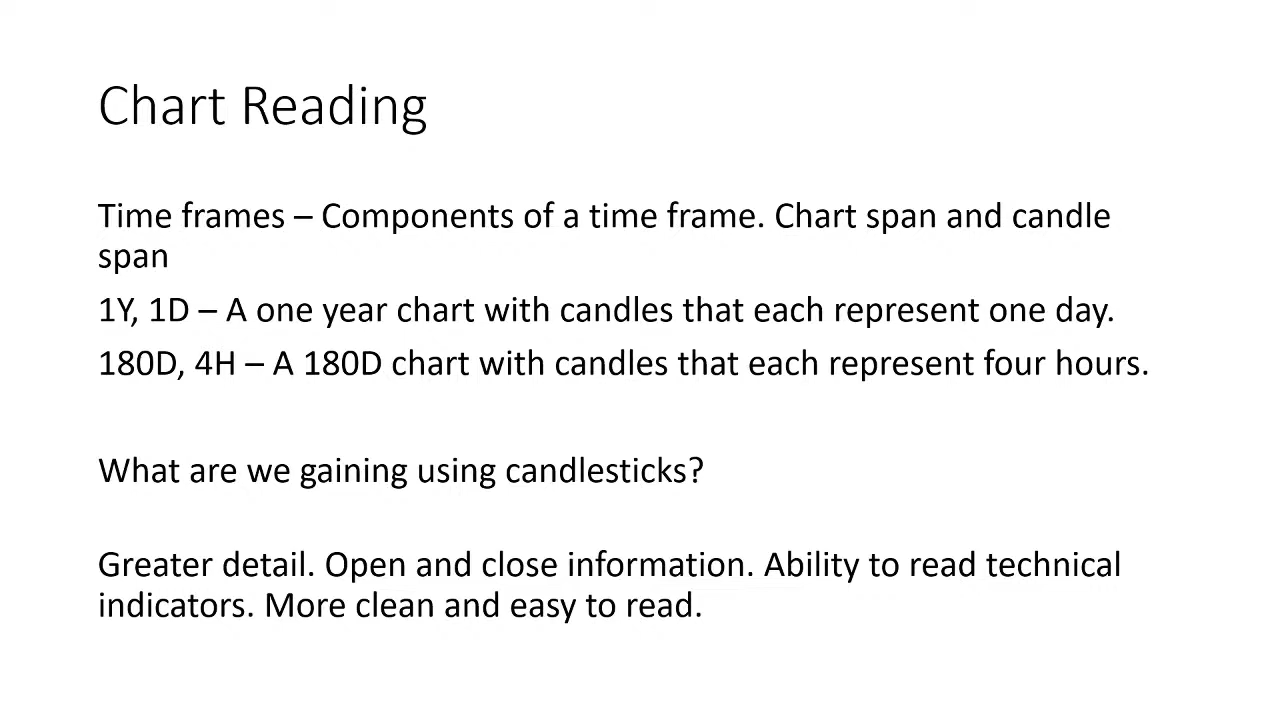 Chart Reading
Time frames – Components of a time frame. Chart span and candle
span
1Y, 1D – A one year chart with candles that each represent one day.
180D, 4H – A 180D chart with candles that each represent four hours.
What are we gaining using candlesticks?
Greater detail. Open and close information. Ability to read technical
indicators. More clean and easy to read.